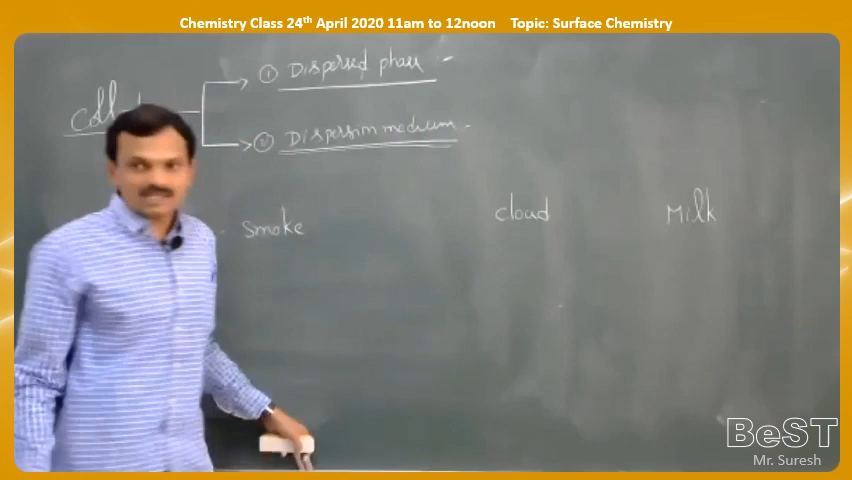 Chemistry Class 24th April 2020 11am to 12noon Topic: Surface Chemistry
① Dispersed phase -
② Dispersion medium -
smoke cloud Milk
BeST
Mr. Suresh